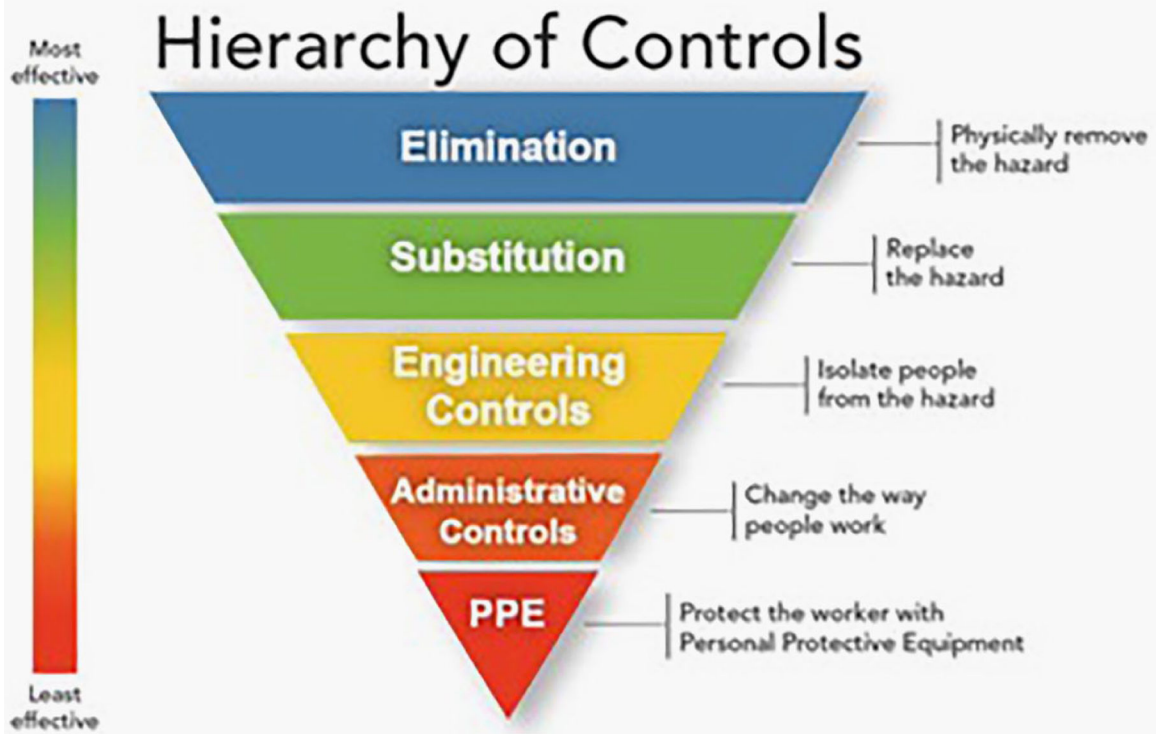 Hierarchy of Controls
Most
effective
Elimination
Physically remove
the hazard
Substitution
Replace
the hazard
Engineering
Controls
Isolate people
from the hazard
Administrative
Controls
Change the way
people work
PPE
Protect the worker with
Personal Protective Equipment
Least
effective